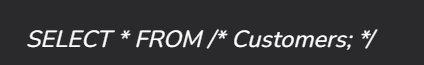 SELECT * FROM /* Customers; */